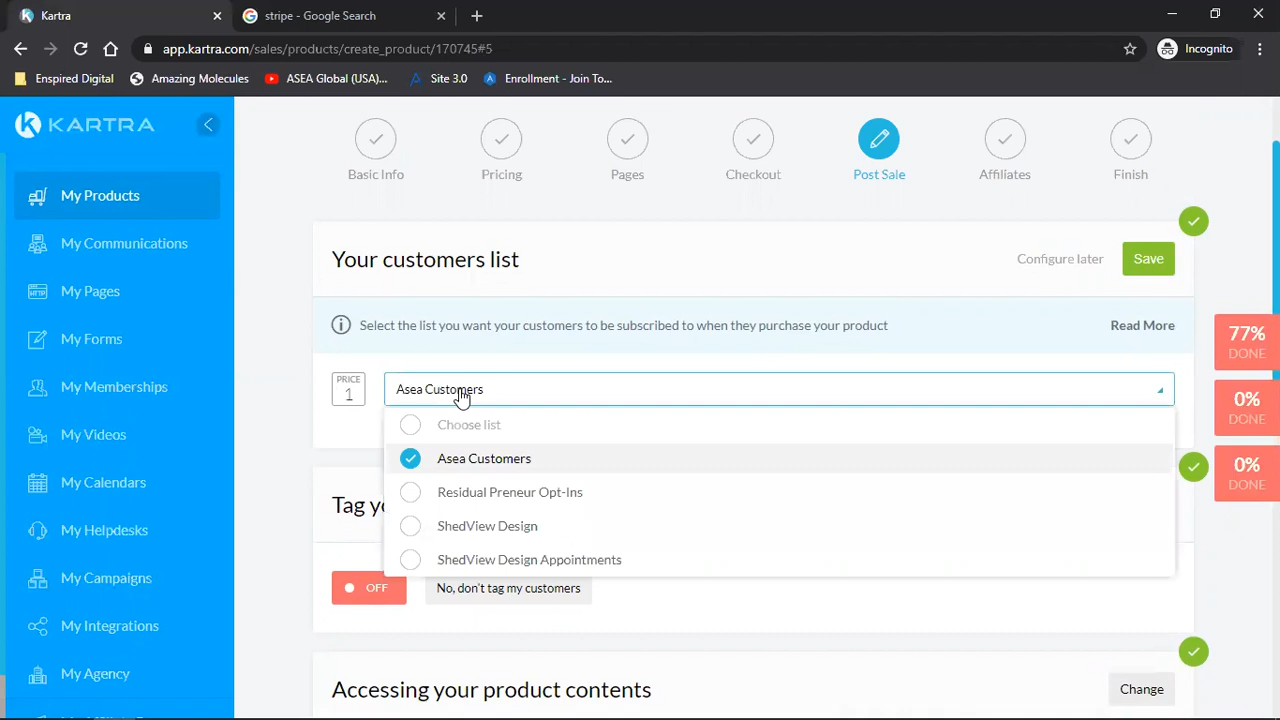 Kartra
stripe - Google Search
app.kartra.com/sales/products/create_product/170745#5
Incognito
Enspired Digital
Amazing Molecules
ASEA Global (USA)...
Site 3.0
Enrollment - Join To...
KARTRA
My Products
My Communications
My Pages
My Forms
My Memberships
My Videos
My Calendars
My Helpdesks
My Campaigns
My Integrations
My Agency
Basic Info
Pricing
Pages
Checkout
Post Sale
Affiliates
Finish
Your customers list
Configure later
Save
Select the list you want your customers to be subscribed to when they purchase your product
Read More
PRICE
1
Asea Customers
Choose list
Asea Customers
Residual Preneur Opt-Ins
ShedView Design
ShedView Design Appointments
Tag
OFF
No, don't tag my customers
Accessing your product contents
Change
77%
DONE
0%
DONE
0%
DONE